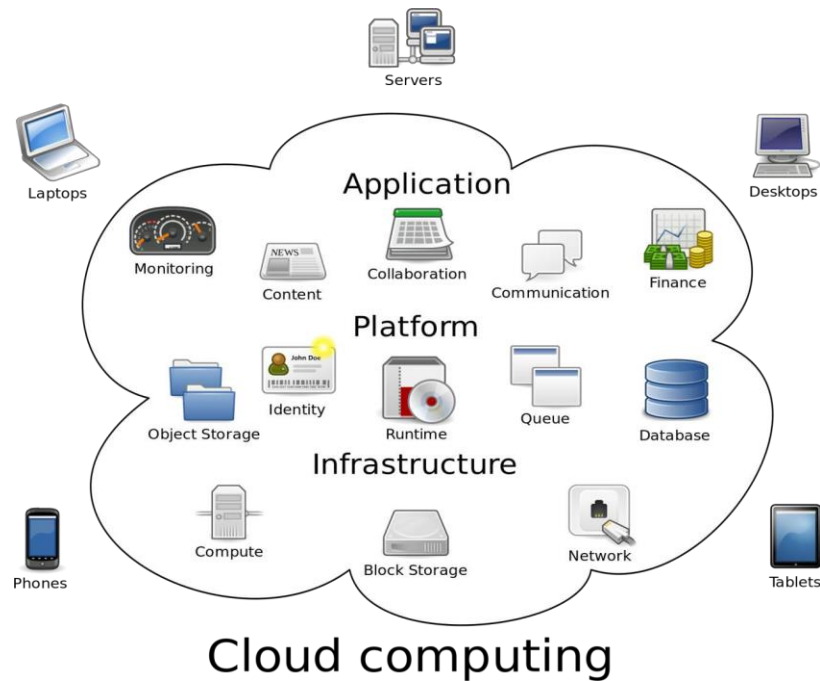 Servers
Laptops
Desktops
Application
Monitoring
NEWS
Content
Collaboration
Communication
Finance
Platform
Object Storage
John Doe
Identity
Runtime
Queue
Database
Infrastructure
Compute
Block Storage
Network
Phones
Tablets
Cloud computing